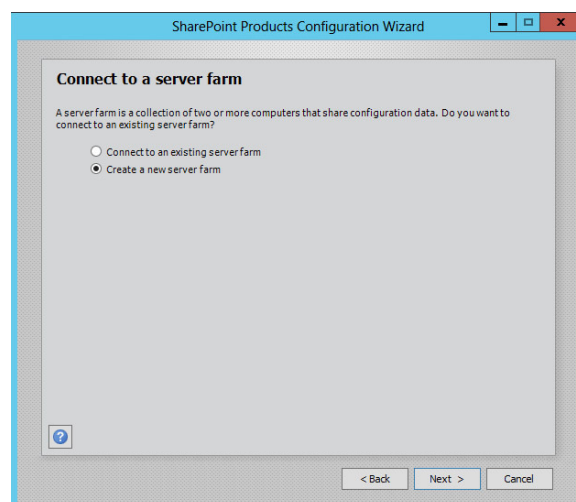 SharePoint Products Configuration Wizard
Connect to a server farm
A server farm is a collection of two or more computers that share configuration data. Do you want to
connect to an existing server farm?
Connect to an existing server farm
Create a new server farm
?
< Back Next > Cancel